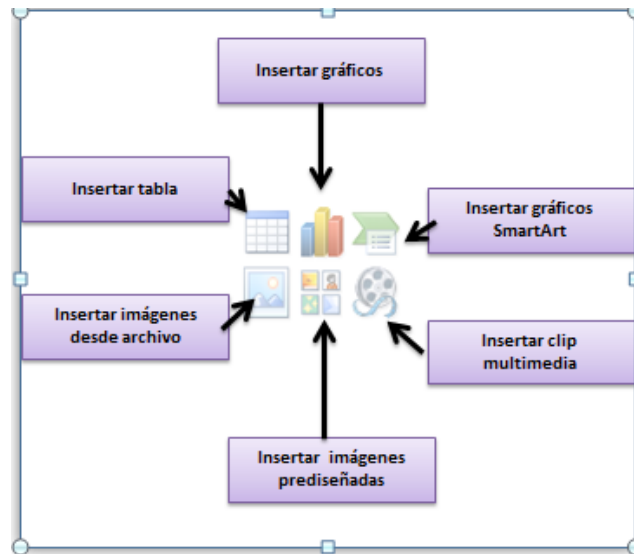 Insertar gráficos
Insertar tabla
Insertar gráficos
SmartArt
Insertar imágenes
desde archivo
Insertar clip
multimedia
Insertar imágenes
prediseñadas